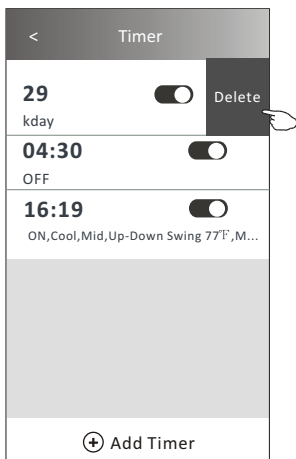 < Timer
29
Delete
kday
04:30
OFF
16:19
ON,Cool,Mid,Up-Down Swing 77°F,M...
+ Add Timer